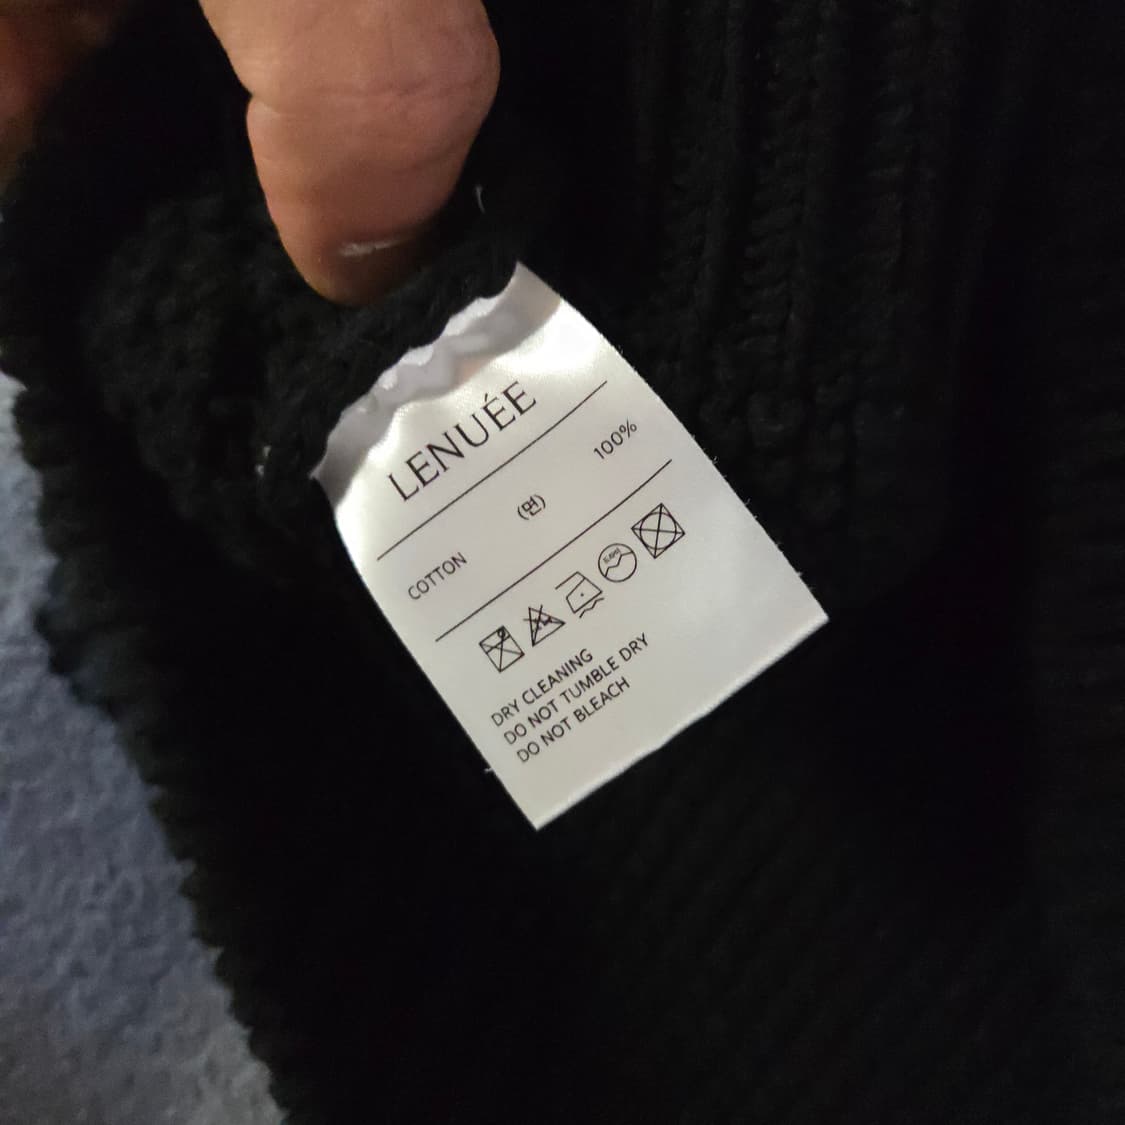 LENUÉE
COTTON (면) 100%
DRY CLEANING
DO NOT TUMBLE DRY
DO NOT BLEACH